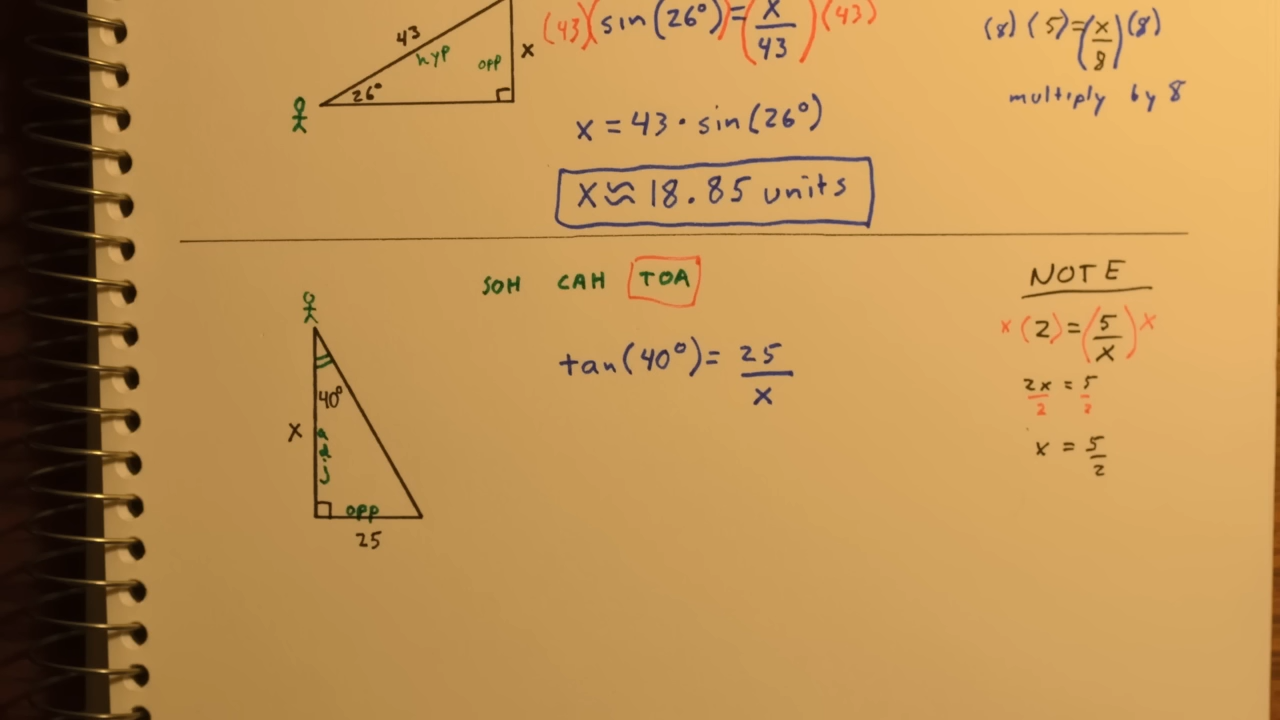 43
hyp
opp
x
26°
(43)(sin(26°))=(x/43)(43)
x = 43 · sin(26°)
x ≈ 18.85 units
(8)(5)=(x/8)(8)
multiply by 8
SOH CAH TOA
40°
x
adj
opp
25
tan(40°)= 25/x
NOTE
x(2)=(5/x)x
2x/2 = 5/2
x = 5/2